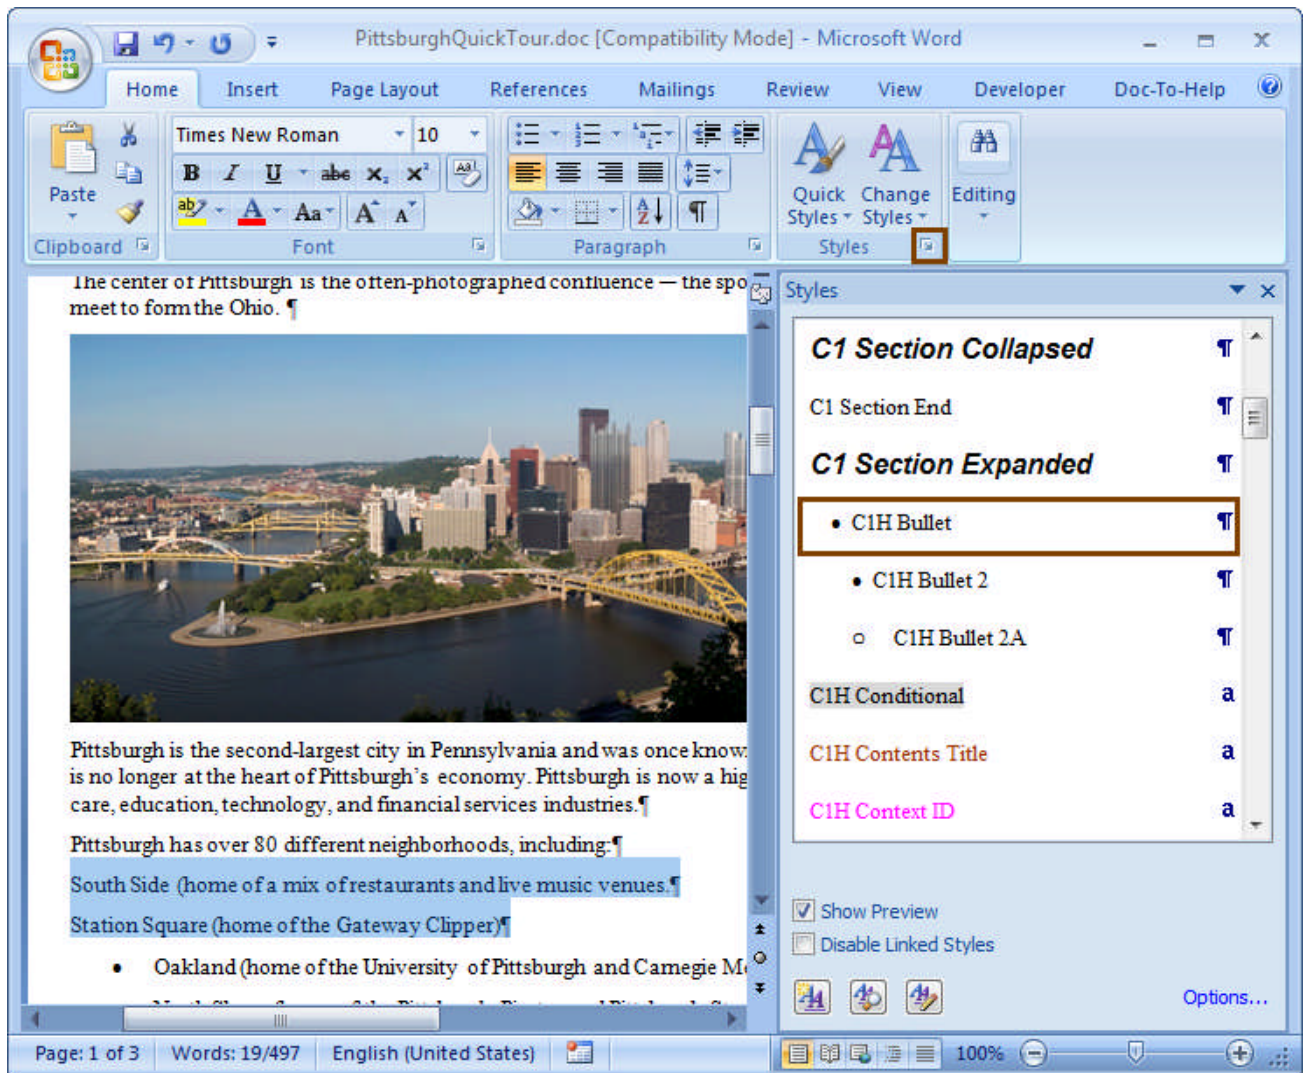 PittsburghQuickTour.doc [Compatibility Mode] - Microsoft Word
Home Insert Page Layout References Mailings Review View Developer Doc-To-Help
Times New Roman 10
B I U abc x₂ x²
Paste
ab A Aa A A
Quick Styles Change Styles Editing
Clipboard Font Paragraph Styles
The center of Pittsburgh is the often-photographed confluence — the spo
meet to form the Ohio. ¶
Pittsburgh is the second-largest city in Pennsylvania and was once know
is no longer at the heart of Pittsburgh's economy. Pittsburgh is now a hig
care, education, technology, and financial services industries.¶
Pittsburgh has over 80 different neighborhoods, including:¶
South Side (home of a mix of restaurants and live music venues.¶
Station Square (home of the Gateway Clipper)¶
• Oakland (home of the University of Pittsburgh and Carnegie M
Styles
C1 Section Collapsed ¶
C1 Section End ¶
C1 Section Expanded ¶
• C1H Bullet ¶
• C1H Bullet 2 ¶
o C1H Bullet 2A ¶
C1H Conditional a
C1H Contents Title a
C1H Context ID a
Show Preview
Disable Linked Styles
Options...
Page: 1 of 3 Words: 19/497 English (United States) 100%